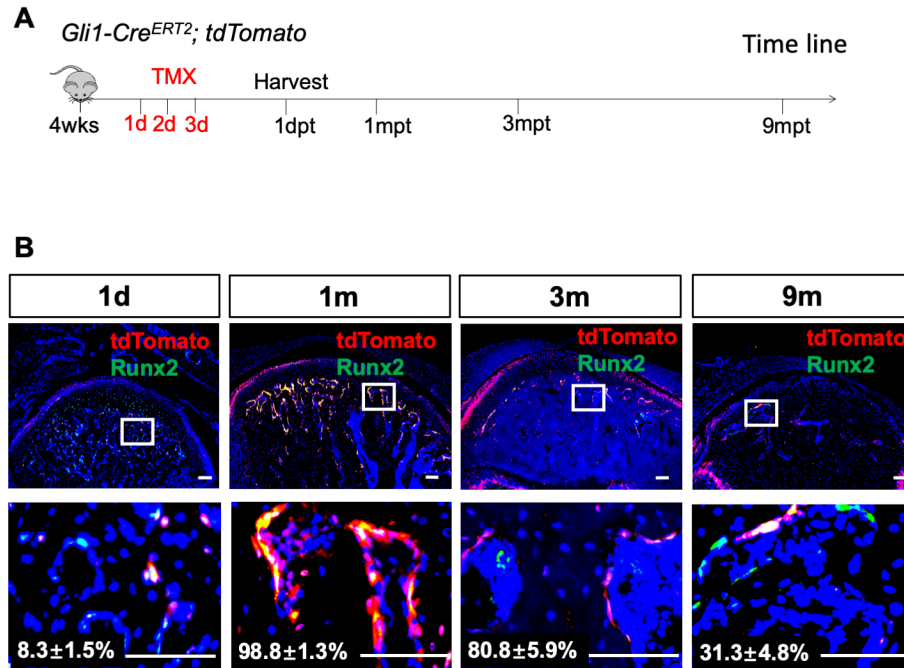 A
Gli1-CreERT2; tdTomato
Time line
TMX
Harvest
4wks 1d 2d 3d 1dpt 1mpt 3mpt 9mpt
B
1d 1m 3m 9m
tdTomato tdTomato tdTomato tdTomato
Runx2 Runx2 Runx2 Runx2
8.3±1.5% 98.8±1.3% 80.8±5.9% 31.3±4.8%